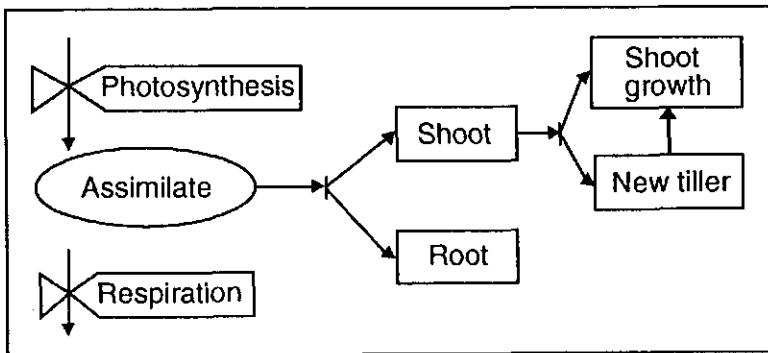 Photosynthesis
Assimilate
Respiration
Shoot
Root
Shoot
growth
New tiller